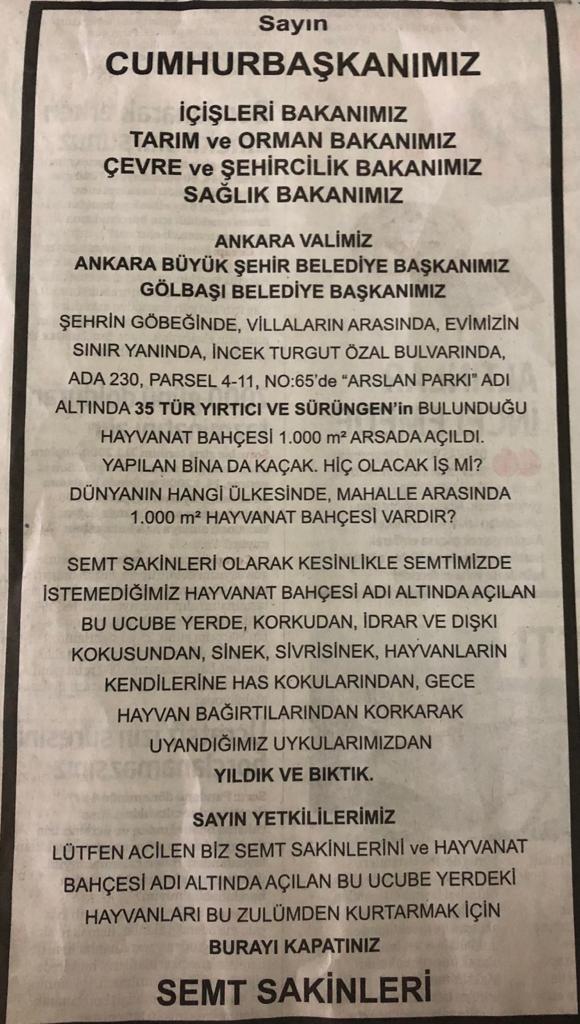 Sayın
CUMHURBAŞKANIMIZ
İÇİŞLERİ BAKANIMIZ
TARIM ve ORMAN BAKANIMIZ
ÇEVRE ve ŞEHİRCİLİK BAKANIMIZ
SAĞLIK BAKANIMIZ
ANKARA VALİMİZ
ANKARA BÜYÜK ŞEHİR BELEDİYE BAŞKANIMIZ
GÖLBAŞI BELEDİYE BAŞKANIMIZ
ŞEHRİN GÖBEĞİNDE, VİLLALARIN ARASINDA, EVİMİZİN
SINIR YANINDA, İNCEK TURGUT ÖZAL BULVARINDA,
ADA 230, PARSEL 4-11, NO:65'de "ARSLAN PARKI" ADI
ALTINDA 35 TÜR YIRTICI VE SÜRÜNGEN'in BULUNDUĞU
HAYVANAT BAHÇESİ 1.000 m² ARSADA AÇILDI.
YAPILAN BİNA DA KAÇAK. HİÇ OLACAK İŞ Mİ?
DÜNYANIN HANGİ ÜLKESİNDE, MAHALLE ARASINDA
1.000 m² HAYVANAT BAHÇESİ VARDIR?
SEMT SAKİNLERİ OLARAK KESİNLİKLE SEMTİMİZDE
İSTEMEDİĞİMİZ HAYVANAT BAHÇESİ ADI ALTINDA AÇILAN
BU UCUBE YERDE, KORKUDAN, İDRAR VE DIŞKI
KOKUSUNDAN, SİNEK, SİVRİSİNEK, HAYVANLARIN
KENDİLERİNE HAS KOKULARINDAN, GECE
HAYVAN BAĞIRTILARINDAN KORKARAK
UYANDIĞIMIZ UYKULARIMIZDAN
YILDIK VE BIKTIK.
SAYIN YETKİLİLERİMİZ
LÜTFEN ACİLEN BİZ SEMT SAKİNLERİNİ ve HAYVANAT
BAHÇESİ ADI ALTINDA AÇILAN BU UCUBE YERDEKİ
HAYVANLARI BU ZULÜMDEN KURTARMAK İÇİN
BURAYI KAPATINIZ
SEMT SAKİNLERİ